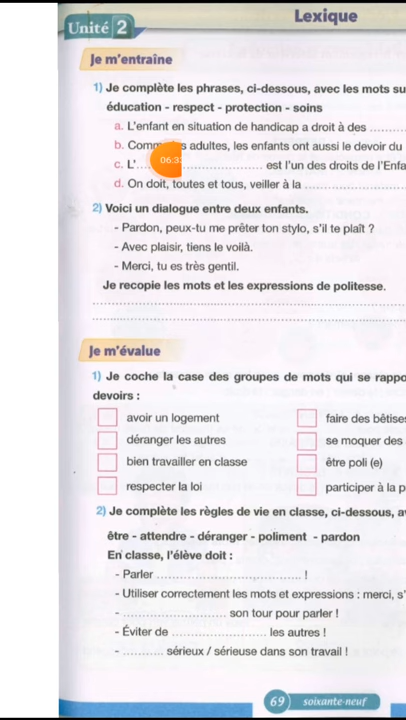 Lexique
Unité 2
Je m'entraîne
1) Je complète les phrases, ci-dessous, avec les mots su
éducation - respect - protection - soins
a. L'enfant en situation de handicap a droit à des ..........
b. Comm s adultes, les enfants ont aussi le devoir du
06:3
c. L'.............................. est l'un des droits de l'Enfa
d. On doit, toutes et tous, veiller à la ..............................
2) Voici un dialogue entre deux enfants.
- Pardon, peux-tu me prêter ton stylo, s'il te plaît ?
- Avec plaisir, tiens le voilà.
- Merci, tu es très gentil.
Je recopie les mots et les expressions de politesse.
Je m'évalue
1) Je coche la case des groupes de mots qui se rappo
devoirs :
avoir un logement faire des bêtises
déranger les autres se moquer des
bien travailler en classe être poli (e)
respecter la loi participer à la p
2) Je complète les règles de vie en classe, ci-dessous, a
être - attendre - déranger - poliment - pardon
En classe, l'élève doit :
- Parler ........................................ !
- Utiliser correctement les mots et expressions : merci, s'
- ............................ son tour pour parler !
- Éviter de .......................... les autres !
- ........... sérieux / sérieuse dans son travail !
69 soixante-neuf